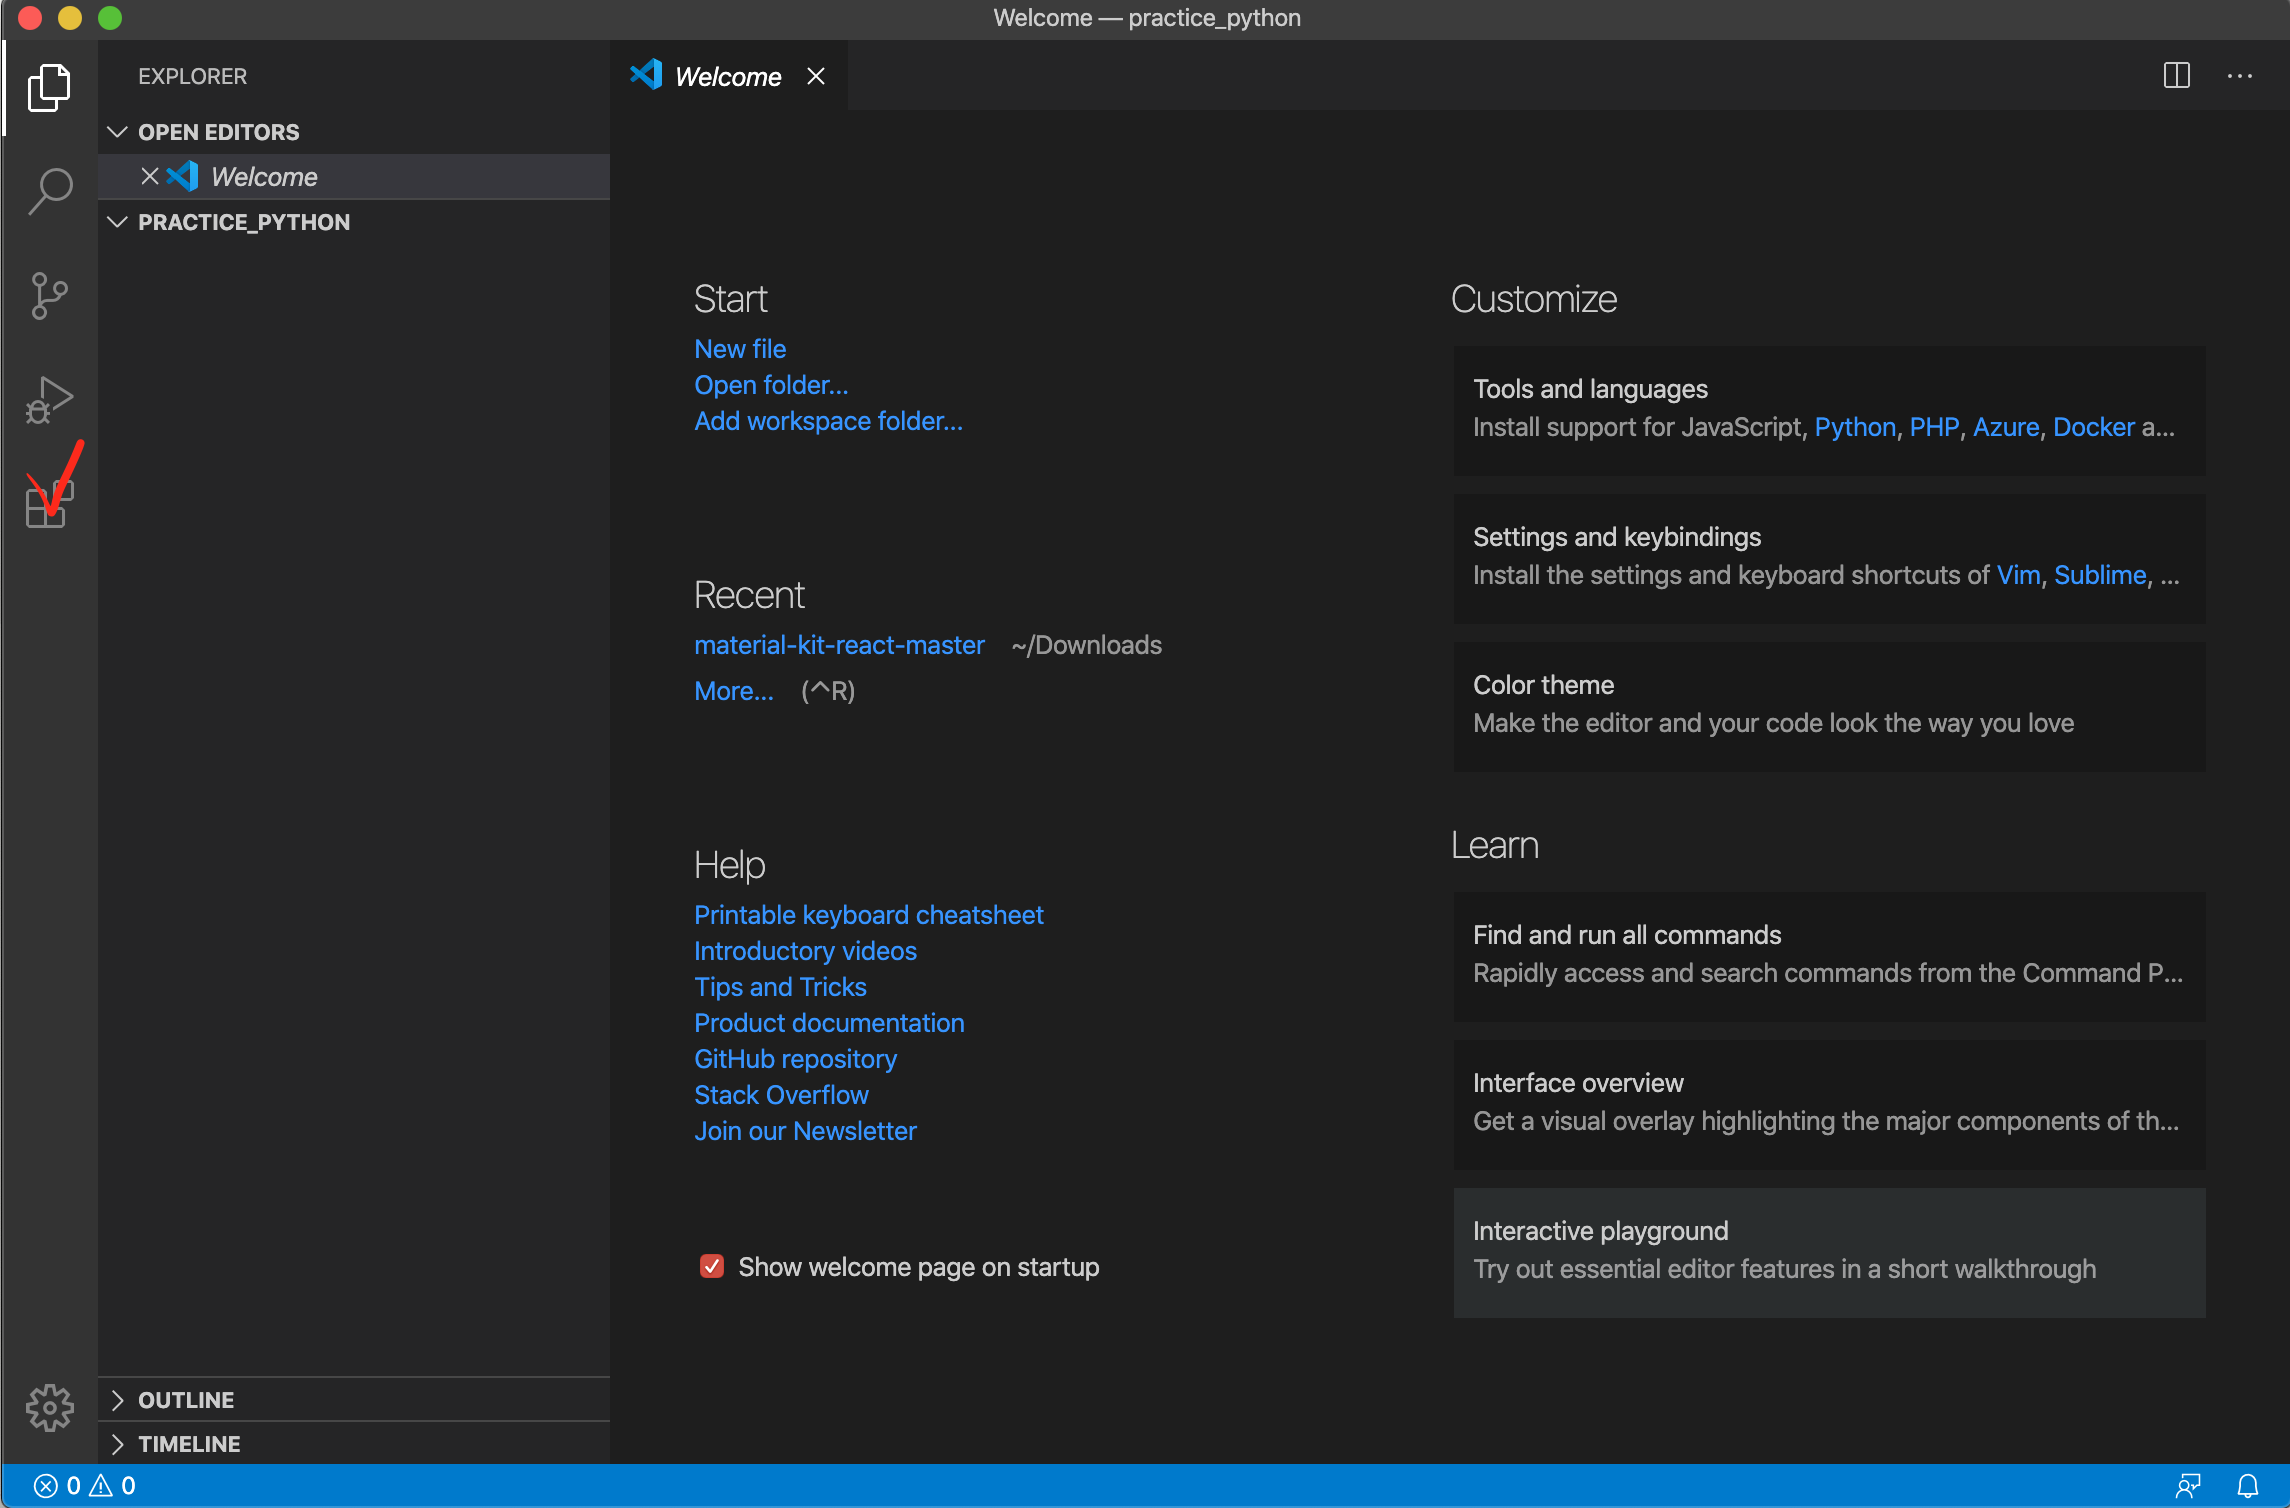 Welcome — practice_python
EXPLORER
OPEN EDITORS
Welcome
PRACTICE_PYTHON
OUTLINE
TIMELINE
Welcome
Start
New file
Open folder...
Add workspace folder...
Recent
material-kit-react-master ~/Downloads
More... (^R)
Help
Printable keyboard cheatsheet
Introductory videos
Tips and Tricks
Product documentation
GitHub repository
Stack Overflow
Join our Newsletter
Show welcome page on startup
Customize
Tools and languages
Install support for JavaScript, Python, PHP, Azure, Docker a...
Settings and keybindings
Install the settings and keyboard shortcuts of Vim, Sublime, ...
Color theme
Make the editor and your code look the way you love
Learn
Find and run all commands
Rapidly access and search commands from the Command P...
Interface overview
Get a visual overlay highlighting the major components of th...
Interactive playground
Try out essential editor features in a short walkthrough
0 0